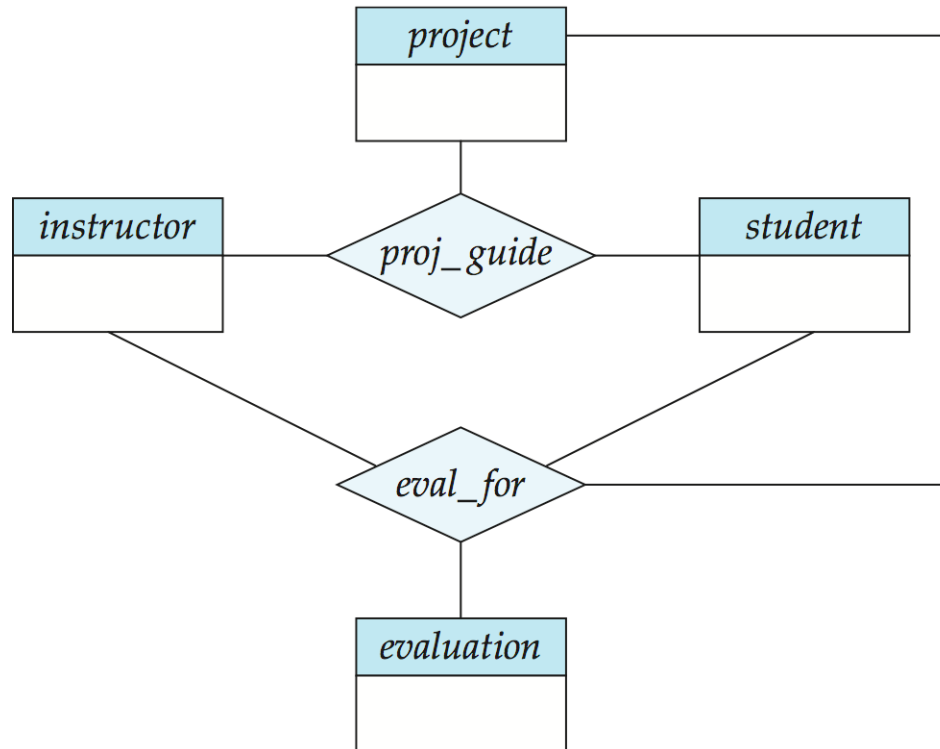 project
instructor
proj_guide
student
eval_for
evaluation